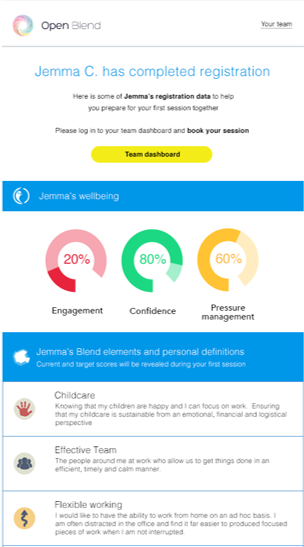 Open Blend
Your team
Jemma C. has completed registration
Here is some of Jemma's registration data to help
you prepare for your first session together
Please log in to your team dashboard and book your session
Team dashboard
Jemma's wellbeing
20%
80%
60%
Engagement
Confidence
Pressure
management
Jemma's Blend elements and personal definitions
Current and target scores will be revealed during your first session
Childcare
Knowing that my children are happy and I can focus on work. Ensuring
that my childcare is sustainable from an emotional, financial and logistical
perspective
Effective Team
The people around me at work who allow us to get things done in an
efficient, timely and calm manner.
Flexible working
I would like to have the ability to work from home on an ad hoc basis. I
am often distracted in the office and find it far easier to produced focused
pieces of work when I am not interrupted.